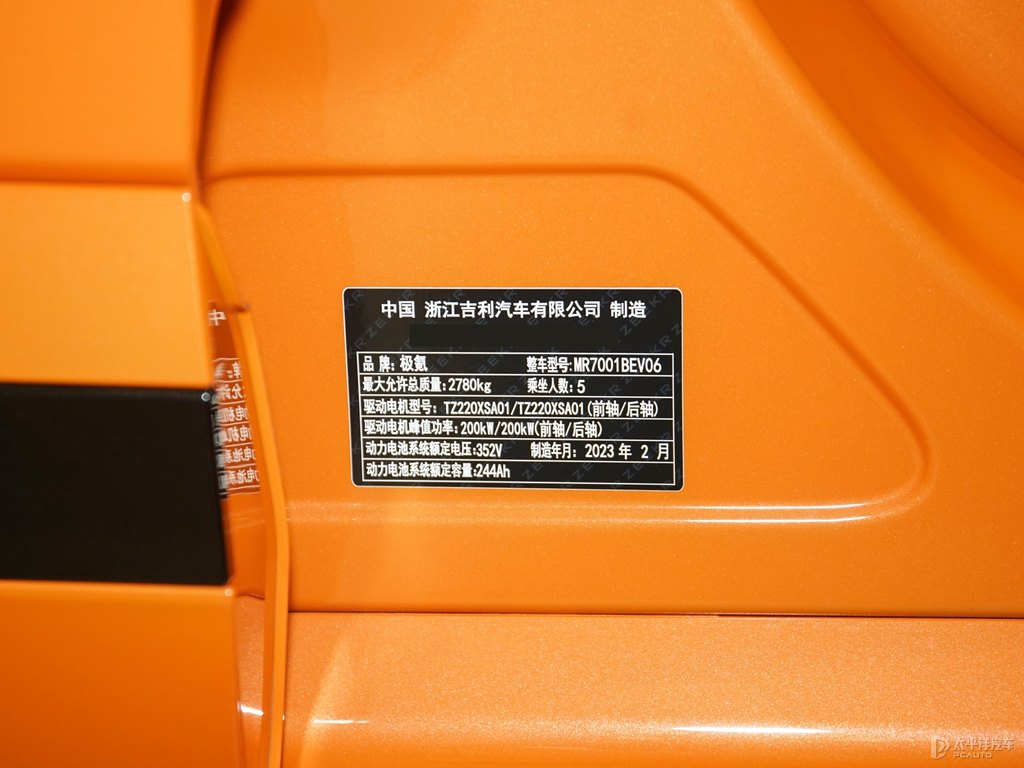 中国 浙江吉利汽车有限公司 制造
品 牌: 极氪 整车型号:MR7001BEV06
最大允许总质量:2780kg 乘坐人数: 5
驱动电机型号: TZ220XSA01/TZ220XSA01(前轴/后轴)
驱动电机峰值功率:200kW/200kW(前轴/后轴)
动力电池系统额定电压:352V 制造年月: 2023 年 2 月
动力电池系统额定容量:244Ah
太平洋汽车
PCAUTO